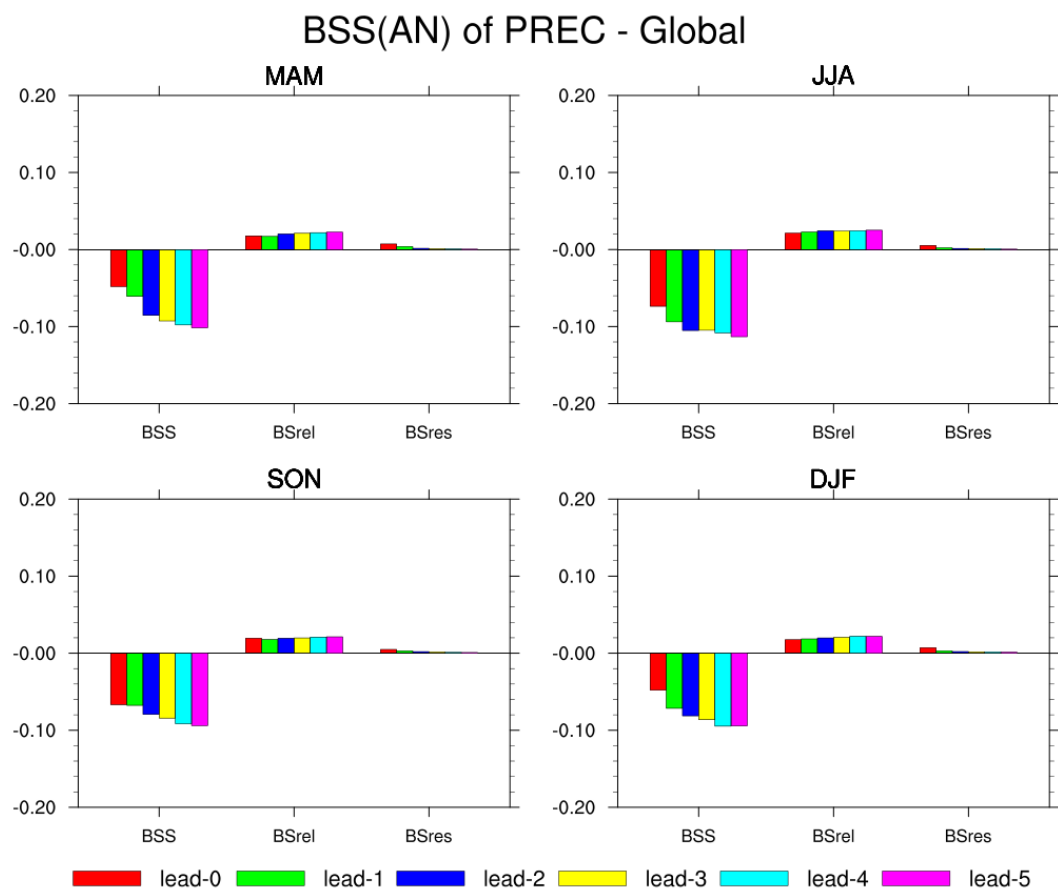 BSS(AN) of PREC - Global
MAM
0.20
0.10
-0.00
-0.10
-0.20
BSS BSrel BSres
JJA
0.20
0.10
-0.00
-0.10
-0.20
BSS BSrel BSres
SON
0.20
0.10
-0.00
-0.10
-0.20
BSS BSrel BSres
DJF
0.20
0.10
-0.00
-0.10
-0.20
BSS BSrel BSres
lead-0 lead-1 lead-2 lead-3 lead-4 lead-5